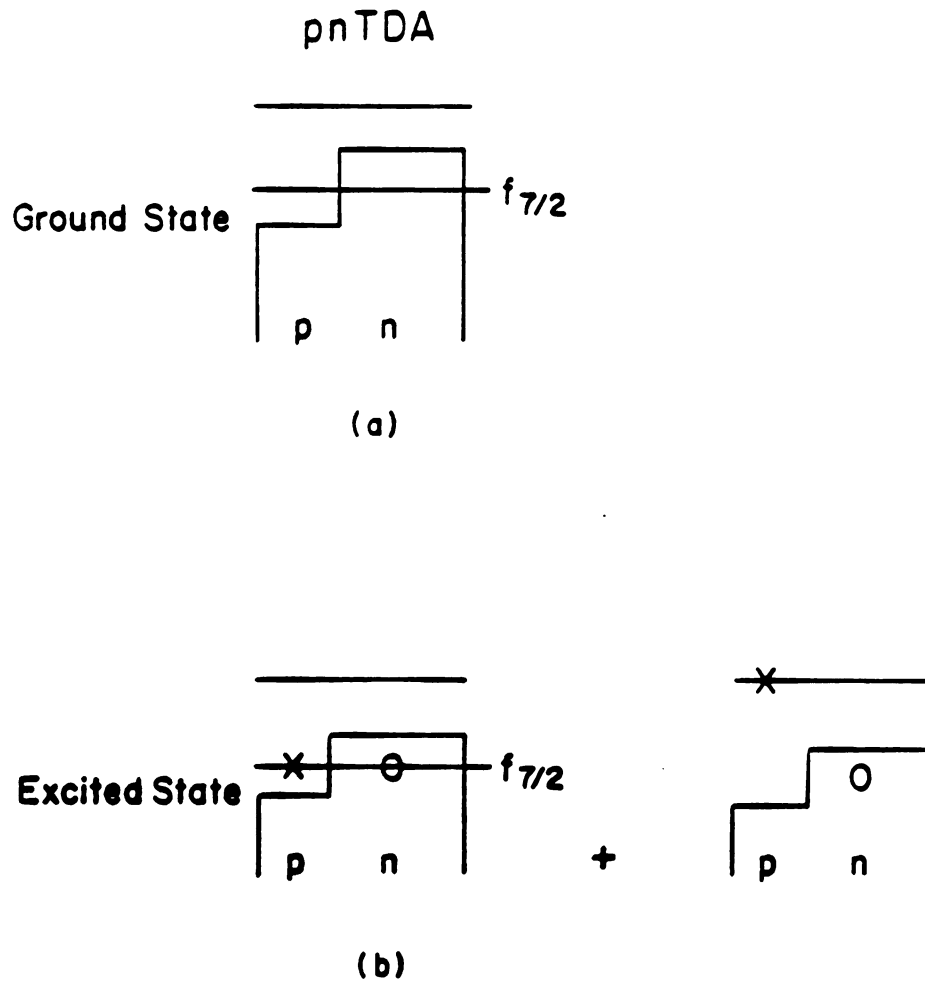 pnTDA
f7/2
Ground State
p n
(a)
f7/2
Excited State
p n + p n
(b)